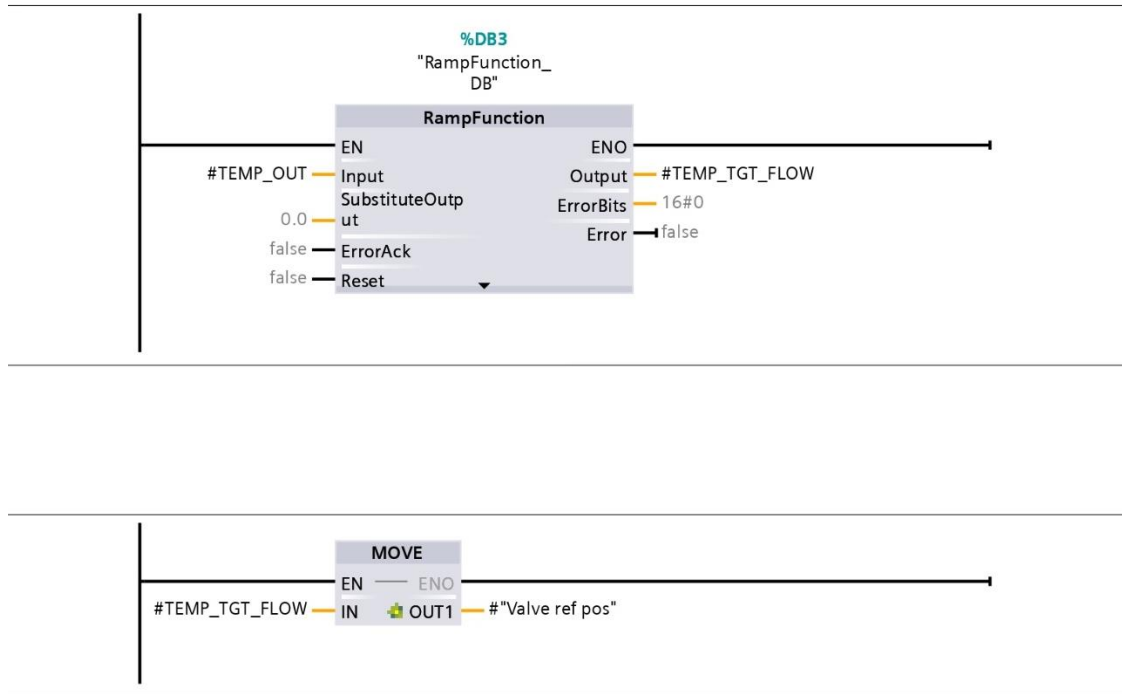 %DB3
"RampFunction_
DB"
RampFunction
EN ENO
#TEMP_OUT Input Output #TEMP_TGT_FLOW
SubstituteOutp
0.0 ut ErrorBits 16#0
Error false
false ErrorAck
false Reset
MOVE
EN ENO
#TEMP_TGT_FLOW IN OUT1 #"Valve ref pos"